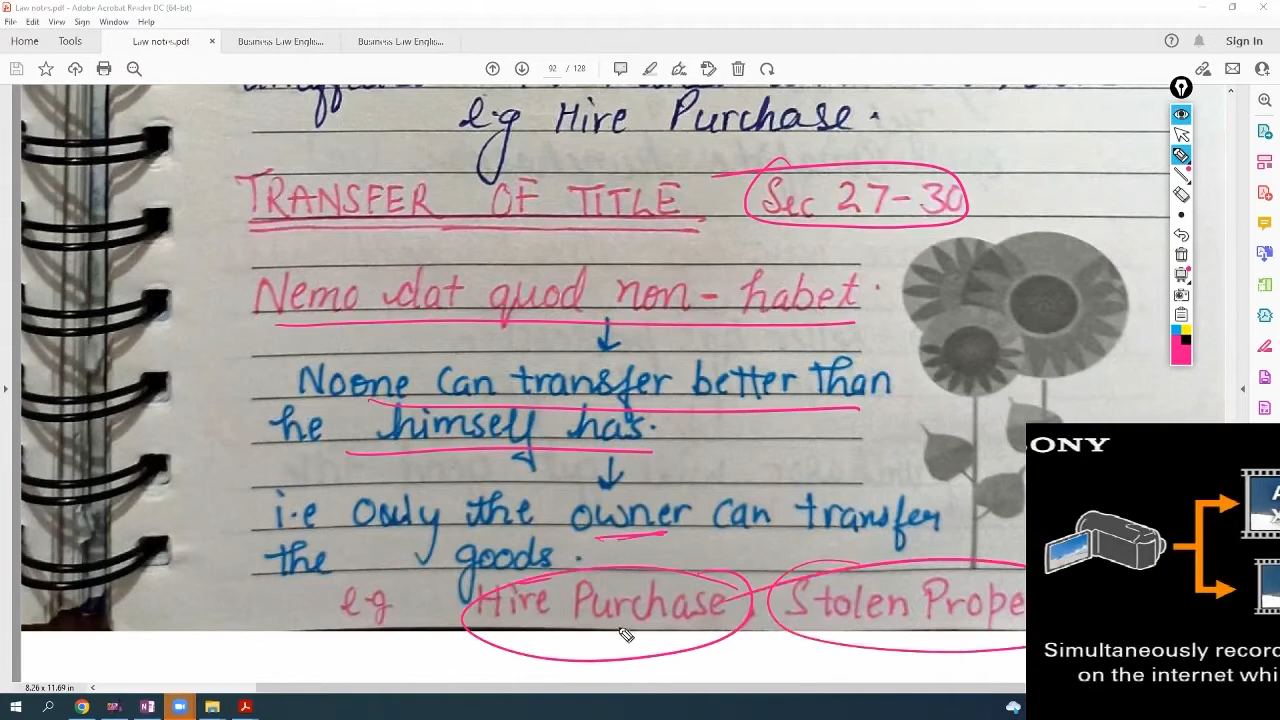 Law notes.pdf - Adobe Acrobat Reader DC (64-bit)
File Edit View Sign Window Help
Home Tools Law notes.pdf × Business Law Englis... Business Law Englis... Sign In
92 / 128
e.g Hire Purchase.
TRANSFER OF TITLE Sec 27-30
Nemo dat quod non-habet.
Noone can transfer better than
he himself has.
i.e only the owner can transfer
the goods.
e.g Hire Purchase Stolen Prope
8.26 x 11.69 in
ONY
Simultaneously record
on the internet whi